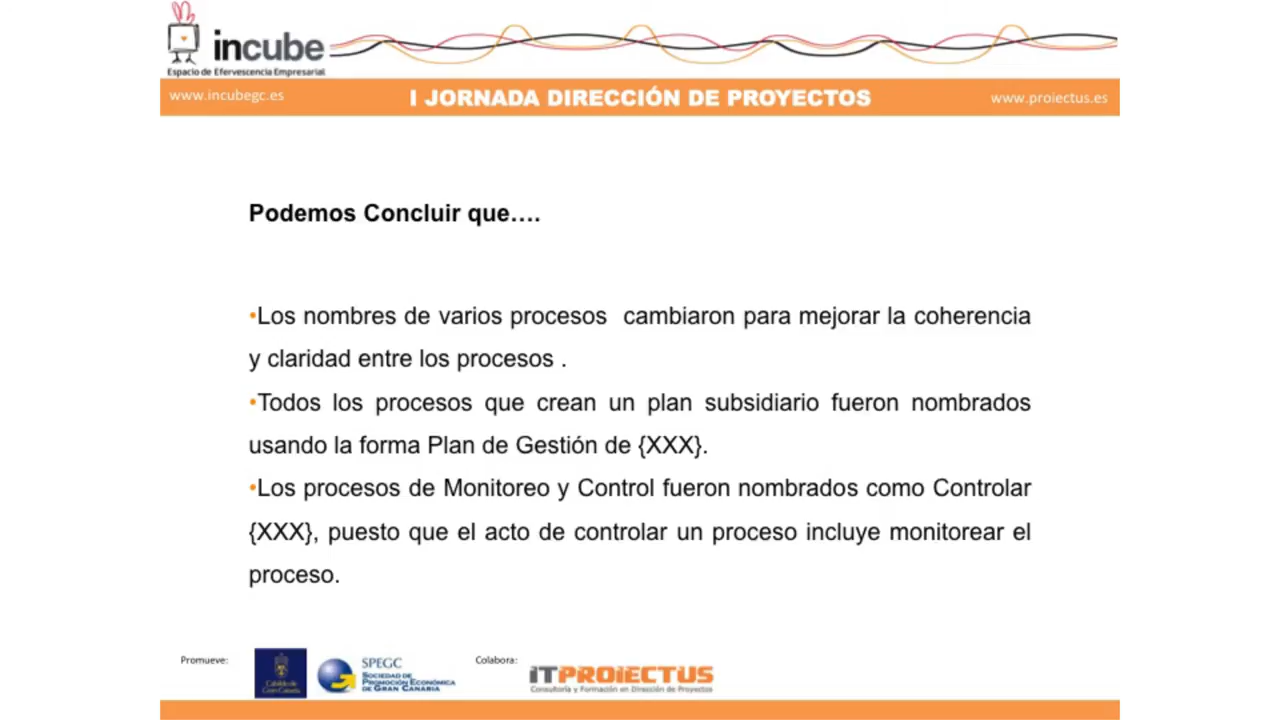 incube
Espacio de Efervescencia Empresarial
www.incubegc.es
I JORNADA DIRECCIÓN DE PROYECTOS
www.proiectus.es
Podemos Concluir que….
•Los nombres de varios procesos cambiaron para mejorar la coherencia
y claridad entre los procesos .
•Todos los procesos que crean un plan subsidiario fueron nombrados
usando la forma Plan de Gestión de {XXX}.
•Los procesos de Monitoreo y Control fueron nombrados como Controlar
{XXX}, puesto que el acto de controlar un proceso incluye monitorear el
proceso.
Promueve:
Cabildo de
Gran Canaria
SPEGC
SOCIEDAD DE
PROMOCIÓN ECONÓMICA
DE GRAN CANARIA
Colabora:
iTPROiECTUS
Consultoría y Formación en Dirección de Proyectos